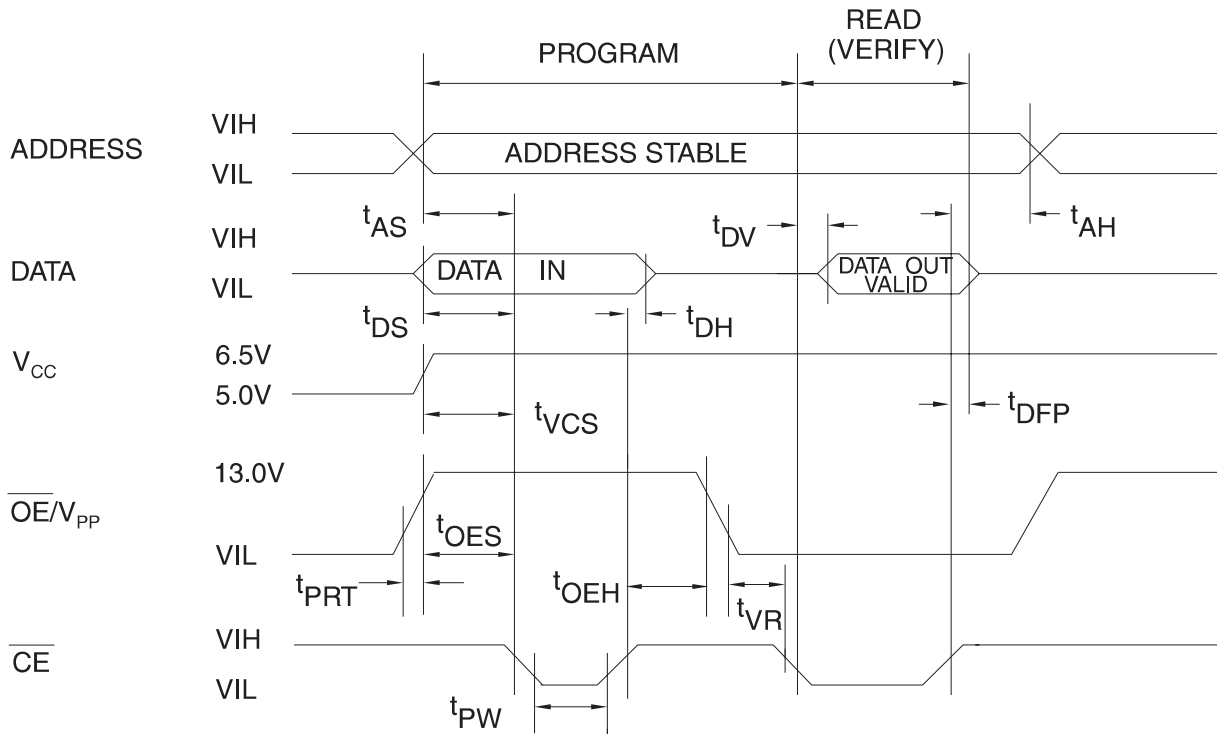 READ
(VERIFY)
PROGRAM
ADDRESS
VIH
VIL
ADDRESS STABLE
tAS
tDV
tAH
DATA
VIH
VIL
DATA IN
DATA OUT
VALID
tDS
tDH
VCC
6.5V
5.0V
tVCS
tDFP
OE/VPP
13.0V
VIL
tOES
tPRT
tOEH
tVR
CE
VIH
VIL
tPW